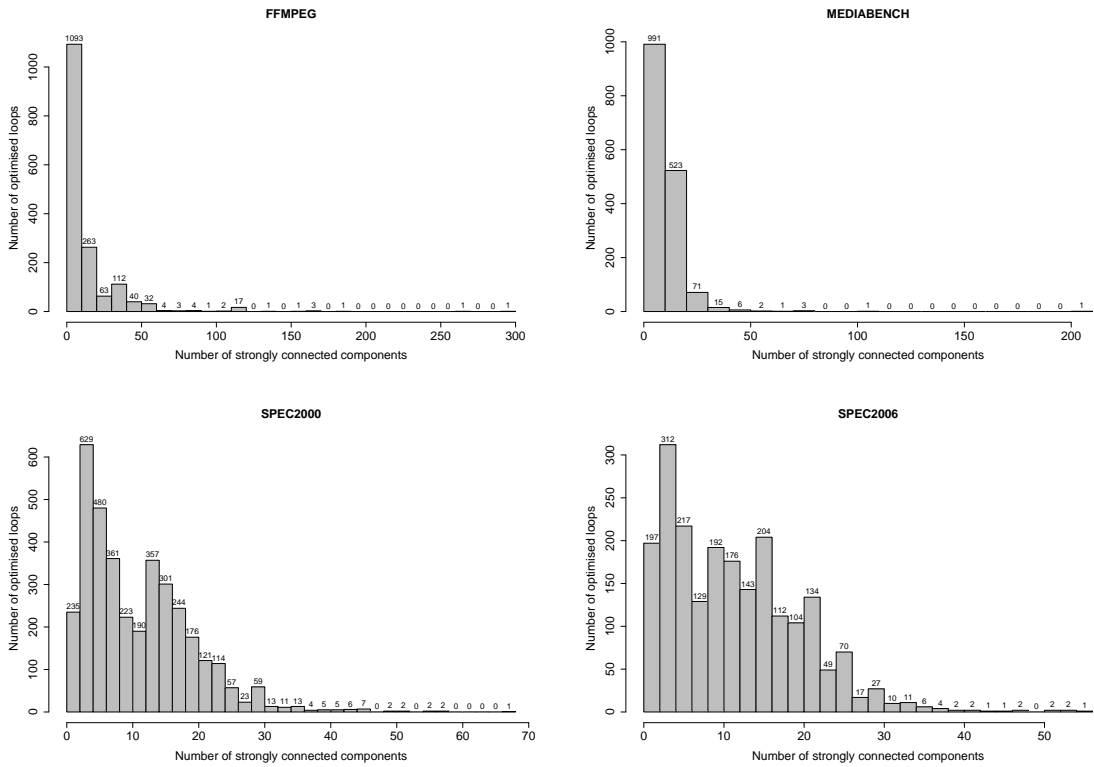 FFMPEG
Number of optimised loops
0 200 400 600 800 1000
1093 263 63 112 40 32 4 3 4 1 2 17 0 1 0 1 3 0 1 0 0 0 0 0 0 0 1 0 0 1
0 50 100 150 200 250 300
Number of strongly connected components
MEDIABENCH
Number of optimised loops
0 200 400 600 800 1000
991 523 71 15 6 2 1 3 0 0 1 0 0 0 0 0 0 0 0 0 1
0 50 100 150 200
Number of strongly connected components
SPEC2000
Number of optimised loops
0 100 200 300 400 500 600
235 629 480 361 223 190 357 301 244 176 121 114 57 23 59 13 11 13 4 5 5 6 7 0 2 2 0 2 2 0 0 0 0 1
0 10 20 30 40 50 60 70
Number of strongly connected components
SPEC2006
Number of optimised loops
0 50 100 150 200 250 300
197 312 217 129 192 176 143 204 112 104 134 49 70 17 27 10 11 6 4 2 2 1 1 2 0 2 2 1
0 10 20 30 40 50
Number of strongly connected components